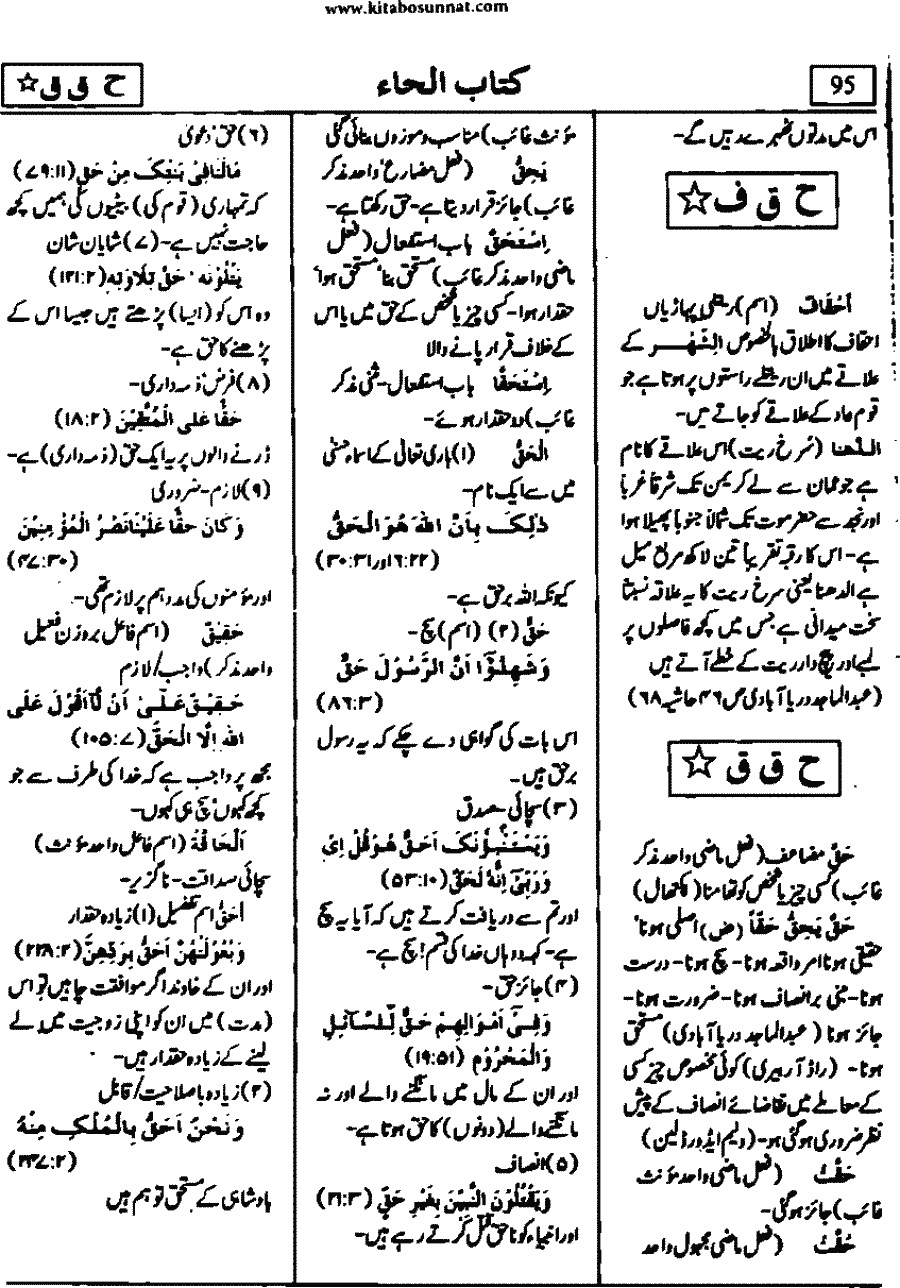 www.kitabosunnat.com
95
کتاب الحاء
ح ق ق ☆
اس میں مدتوں ٹھہرے رہیں گے۔
ح ق ف ☆
أَحْقَاف (اسم) ریتلی پہاڑیاں
احقاف کا اطلاق بالخصوص الشَّهْر کے
علاقے میں ان ریتلے راستوں پر ہوتا ہے جو
قوم عاد کے علاقے کو جاتے ہیں۔
الدھنا (سُرخ ریت) اس علاقے کا نام
ہے جو عمان سے لے کر یمن تک شرقاً غرباً
اور نجد سے حضر موت تک شمالاً جنوباً پھیلا ہوا
ہے۔ اس کا رقبہ تقریباً تین لاکھ مربع میل
ہے الدھنا یعنی سرخ ریت کا یہ علاقہ نسبتاً
سخت میدانی ہے جس میں کچھ فاصلوں پر
لمبے اور پیچ دار ریت کے خطے آتے ہیں
(عبدالماجد دریا آبادی ص ۴۶ حاشیہ ۶۸)
ح ق ق ☆
حَقَّ مضاعف (فعل ماضی واحد مذکر
غائب) کسی چیز یا شخص کو تھامنا (لکتھال)
حَقَّ يَحِقُّ حَقًّا (ض) اصلی ہونا'
حقیقی ہونا امر واقعہ ہونا۔ سچ ہونا۔ درست
ہونا۔ مبنی بر انصاف ہونا۔ ضرورت ہونا۔
جائز ہونا (عبدالماجد دریا آبادی) مستحق
ہونا۔ (راڈ آر بیری) کوئی مخصوص چیز کسی
کے معاملے میں تقاضائے انصاف کے پیش
نظر ضروری ہو گئی ہو۔ (ولیم ایڈورڈ لین)
حَقَّتْ (فعل ماضی واحد مؤنث
غائب) جائز ہو گئی۔
حُقَّتْ (فعل ماضی مجہول واحد
مؤنث غائب) مناسب و موزوں بنائی گئی
يَحِقُّ (فعل مضارع' واحد مذکر
غائب) جائز قرار دیتا ہے۔ حق رکھتا ہے۔
اِسْتَحَقَّ باب استفعال (فعل
ماضی واحد مذکر غائب) مستحق بنا' مستحق ہوا'
حقدار ہوا۔ کسی چیز یا شخص کے حق میں یا اس
کے خلاف قرار پانے والا
اِسْتَحَقَّا باب استفعال۔ مثنی مذکر
غائب) دو حقدار ہوئے۔
الْحَقُّ (۱) باری تعالیٰ کے اسماء حسنیٰ
میں سے ایک نام۔
ذٰلِكَ بِأَنَّ اللّٰهَ هُوَ الْحَقُّ
(۶:۲۲ اور ۳۰:۳۱)
کیونکہ اللہ برحق ہے۔
حَقٌّ (۲) (اسم) سچ۔
وَشَهِدُوْٓا اَنَّ الرَّسُوْلَ حَقٌّ
(۸۶:۳)
اس بات کی گواہی دے چکے کہ یہ رسول
برحق ہیں۔
(۳) سچائی۔ صدق
وَيَسْتَنْۢبِئُوْنَكَ اَحَقٌّ هُوَ قُلْ اِيْ
وَرَبِّيْٓ اِنَّهٗ لَحَقٌّ (۵۳:۱۰)
اور تم سے دریافت کرتے ہیں کہ آیا یہ سچ
ہے۔ کہہ دو ہاں خدا کی قسم! سچ ہے۔
(۴) جائز حق۔
وَفِيْٓ اَمْوَالِهِمْ حَقٌّ لِّلسَّآئِلِ
وَالْمَحْرُوْمِ (۱۹:۵۱)
اور ان کے مال میں مانگنے والے اور نہ
مانگنے والے (دونوں) کا حق ہوتا ہے۔
(۵) انصاف
وَيَقْتُلُوْنَ النَّبِيّٖنَ بِغَيْرِ حَقٍّ (۲۱:۳)
اور انبیاء کو ناحق قتل کرتے رہے ہیں۔
(۶) حق' دعویٰ
مَالَنَا فِيْ بَنٰتِكَ مِنْ حَقٍّ (۷۹:۱۱)
کہ تمہاری (قوم کی) بیٹیوں کی ہمیں کچھ
حاجت نہیں ہے۔ (۷) شایان شان
يَتْلُوْنَهٗ حَقَّ تِلَاوَتِهٖ (۱۲۱:۲)
وہ اس کو (ایسا) پڑھتے ہیں جیسا اس کے
پڑھنے کا حق ہے۔
(۸) فرض' ذمہ داری۔
حَقًّا عَلَى الْمُتَّقِيْنَ (۱۸۰:۲)
ڈرنے والوں پر یہ ایک حق (ذمہ داری) ہے۔
(۹) لازم۔ ضروری
وَكَانَ حَقًّا عَلَيْنَا نَصْرُ الْمُؤْمِنِيْنَ
(۴۷:۳۰)
اور مؤمنوں کی مدد ہم پر لازم تھی۔
حَقِيْقٌ (اسم فاعل بروزن فعیل
واحد مذکر) واجب/لازم
حَقِيْقٌ عَلٰٓى اَنْ لَّآ اَقُوْلَ عَلَى
اللّٰهِ اِلَّا الْحَقَّ (۱۰۵:۷)
مجھ پر واجب ہے کہ خدا کی طرف سے جو
کچھ کہوں' سچ ہی کہوں۔
اَلْحَاقَّةُ (اسم فاعل واحد مؤنث)
سچائی صداقت۔ ناگزیر۔
أَحَقُّ اسم تفضیل (۱) زیادہ حقدار
وَبُعُوْلَتُهُنَّ اَحَقُّ بِرَدِّهِنَّ (۲۲۸:۲)
اور ان کے خاوند اگر موافقت چاہیں تو اس
(مدت) میں ان کو اپنی زوجیت میں لے
لینے کے زیادہ حقدار ہیں۔
(۲) زیادہ باصلاحیت/قابل
وَنَحْنُ اَحَقُّ بِالْمُلْكِ مِنْهُ
(۲۴۷:۲)
بادشاہی کے مستحق تو ہم ہیں